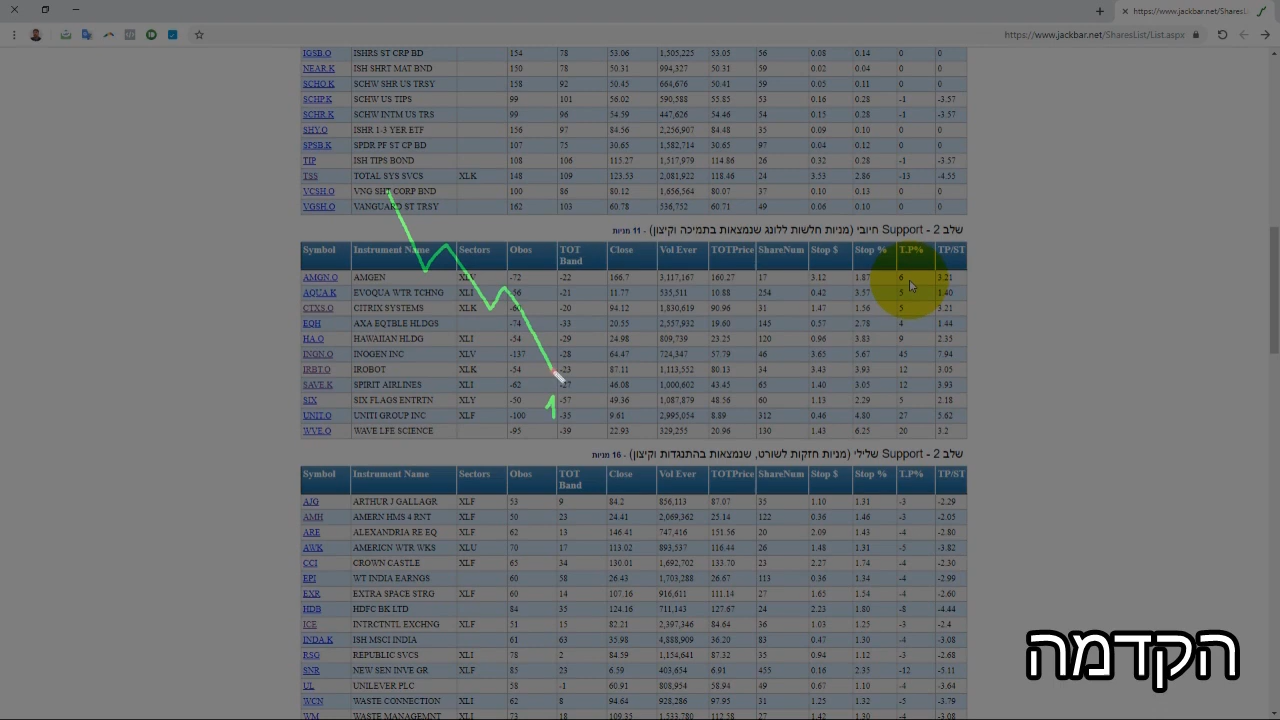 https://www.jackbar.net/SharesL
https://www.jackbar.net/SharesList/List.aspx
IGSB.O ISHRS ST CRP BD 154 78 53.06 1,505,225 53.05 56 0.08 0.14 0
NEAR.K ISH SHRT MAT BND 150 78 50.31 994,327 50.31 59 0.02 0.04 0
SCHO.K SCHW SHR US TRSY 158 92 50.45 664,676 50.41 59 0.05 0.11 0 0
SCHP.K SCHW US TIPS 99 101 56.02 590,588 55.85 53 0.16 0.28 -1 -3.57
SCHR.K SCHW INTM US TRS 99 96 54.59 447,626 54.46 54 0.15 0.28 -1 -3.57
SHY.O ISHR 1-3 YER ETF 156 97 84.56 2,256,907 84.48 35 0.09 0.10 0 0
SPSB.K SPDR PF ST CP BD 107 75 30.65 1,582,714 30.65 97 0.04 0.12 0 0
TIP ISH TIPS BOND 108 106 115.27 1,517,979 114.86 26 0.32 0.28 -1 -3.57
TSS TOTAL SYS SVCS XLK 148 109 123.53 2,081,922 118.46 24 3.53 2.86 -13 -4.55
VCSH.O VNG SHT CORP BND 100 86 80.12 1,656,564 80.07 37 0.10 0.13 0 0
VGSH.O VANGUARD ST TRSY 162 103 60.78 536,752 60.71 49 0.06 0.10 0 0
שלב 2 - Support חיובי (מניות חלשות ללונג שנמצאות בתמיכה וקיצון) - 11 מניות
Symbol Instrument Name Sectors Obos TOT Band Close Vol Ever TOTPrice ShareNum Stop $ Stop % T.P% TP/ST
AMGN.O AMGEN XLV -72 -22 166.7 3,117,167 160.27 17 3.12 1.87 6 3.21
AQUA.K EVOQUA WTR TCHNG XLI -56 -21 11.77 535,511 10.88 254 0.42 3.57 5 1.40
CTXS.O CITRIX SYSTEMS XLK -20 94.12 1,830,619 90.96 31 1.47 1.56 5 3.21
EQH AXA EQTBLE HLDGS -74 -33 20.55 2,557,932 19.60 145 0.57 2.78 4 1.44
HA.O HAWAIIAN HLDG XLI -54 -29 24.98 809,739 23.25 120 0.96 3.83 9 2.35
INGN.O INOGEN INC XLV -137 -28 64.47 724,347 57.79 46 3.65 5.67 45 7.94
IRBT.O IROBOT XLK -54 -23 87.11 1,113,552 80.13 34 3.43 3.93 12 3.05
SAVE.K SPIRIT AIRLINES XLI -62 -27 46.08 1,000,602 43.45 65 1.40 3.05 12 3.93
SIX SIX FLAGS ENTRTN XLY -50 -57 49.36 1,087,879 48.56 60 1.13 2.29 5 2.18
UNIT.O UNITI GROUP INC XLF -100 -35 9.61 2,995,054 8.89 312 0.46 4.80 27 5.62
WVE.O WAVE LFE SCIENCE -95 -39 22.93 329,255 20.96 130 1.43 6.25 20 3.2
1
שלב 2 - Support שלילי (מניות חזקות לשורט, שנמצאות בהתנגדות וקיצון) - 16 מניות
Symbol Instrument Name Sectors Obos TOT Band Close Vol Ever TOTPrice ShareNum Stop $ Stop % T.P% TP/ST
AJG ARTHUR J GALLAGR XLF 53 9 84.2 856,113 87.07 35 1.10 1.31 -3 -2.29
AMH AMERN HMS 4 RNT XLF 50 23 24.41 2,069,362 25.14 122 0.36 1.46 -3 -2.05
ARE ALEXANDRIA RE EQ XLF 62 13 146.41 532,742 151.56 20 2.09 1.43 -4 -2.80
AWK AMERICN WTR WKS XLU 70 17 113.02 893,537 116.44 26 1.48 1.31 -5 -3.82
CCI CROWN CASTLE XLF 65 34 130.01 1,692,702 133.70 23 2.27 1.74 -4 -2.30
EPI WT INDIA EARNGS 60 58 26.43 1,703,288 26.67 113 0.36 1.34 -4 -2.99
EXR EXTRA SPACE STRG XLF 60 14 107.16 916,611 111.14 27 1.65 1.54 -4 -2.60
HDB HDFC BK LTD 84 35 124.16 711,143 127.67 24 2.23 1.80 -8 -4.44
ICE INTRCTNTL EXCHNG XLF 51 15 82.21 2,397,346 84.64 36 1.03 1.25 -3 -2.4
INDA.K ISH MSCI INDIA 61 63 35.98 4,888,909 36.20 83 0.47 1.30 -4 -3.08
RSG REPUBLIC SVCS XLI 78 2 84.59 1,154,641 87.32 35 0.94 1.12 -3 -2.68
SNR NEW SEN INVE GR XLF 85 23 6.59 403,654 6.91 455 0.16 2.35 -12 -5.11
UL UNILEVER PLC 58 -1 60.91 808,954 58.94 49 0.67 1.10 -4 -3.64
WCN WASTE CONNECTION XLI 62 8 94.64 928,286 97.95 31 1.25 1.32 -5 -3.79
WM WASTE MANAGEMNT XLI 73 18 109.35 1,533,780 112.58 27 1.42 1.30 -4
הקדמה